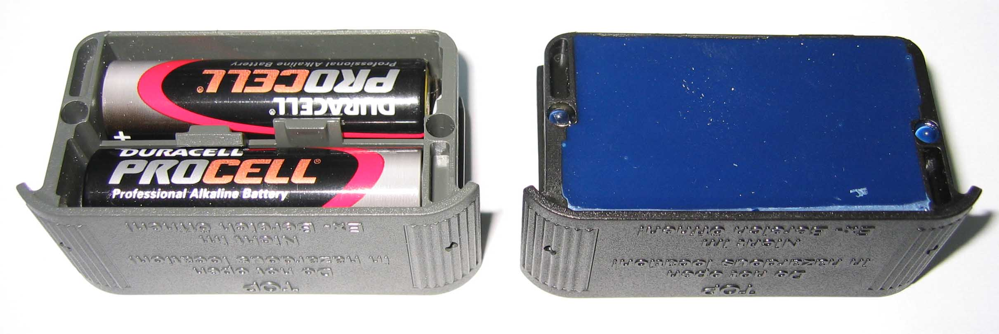 DURACELL®
PROCELL®
Professional Alkaline Battery
+
DURACELL®
PROCELL®
Professional Alkaline Battery
TOP
Do not open
in hazardous location!
Nicht im
Ex- Bereich öffnen!
TOP
Do not open
in hazardous location!
Nicht im
Ex- Bereich öffnen!